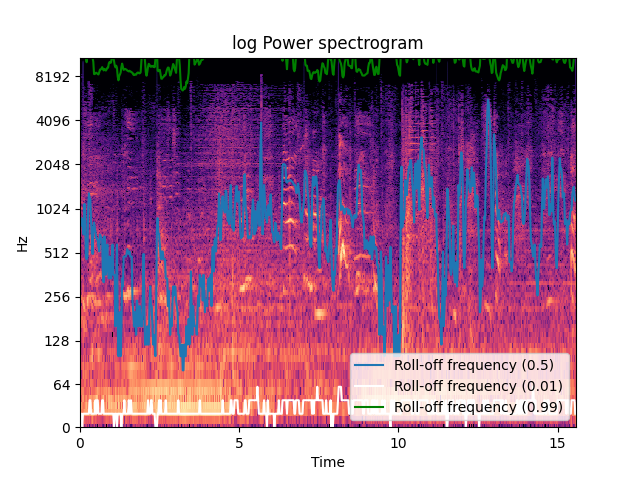 log Power spectrogram
Hz
8192
4096
2048
1024
512
256
128
64
0
Roll-off frequency (0.5)
Roll-off frequency (0.01)
Roll-off frequency (0.99)
0 5 10 15
Time